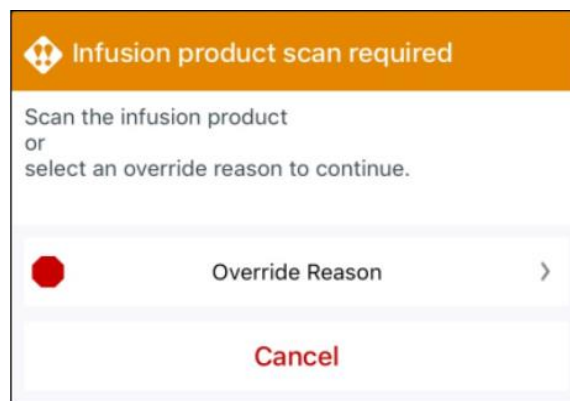 Infusion product scan required
Scan the infusion product
or
select an override reason to continue.
Override Reason
Cancel